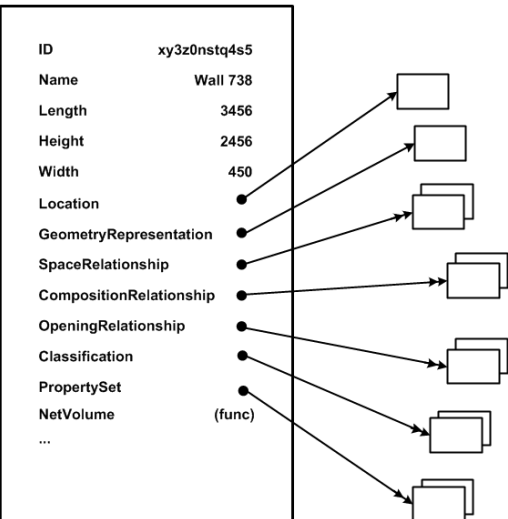 ID xy3z0nstq4s5
Name Wall 738
Length 3456
Height 2456
Width 450
Location
GeometryRepresentation
SpaceRelationship
CompositionRelationship
OpeningRelationship
Classification
PropertySet
NetVolume (func)
...